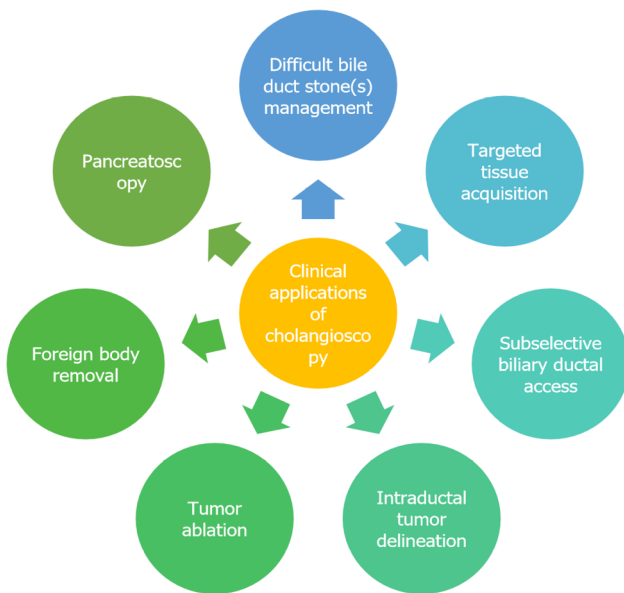 Difficult bile
duct stone(s)
management
Targeted
tissue
acquisition
Subselective
biliary ductal
access
Intraductal
tumor
delineation
Tumor
ablation
Foreign body
removal
Pancreatosc
opy
Clinical
applications
of
cholangiosco
py